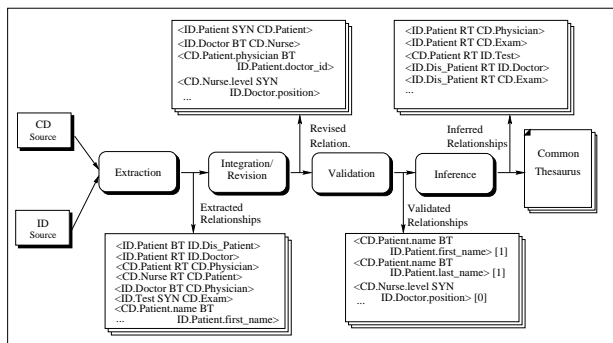 <ID.Patient SYN CD.Patient>
<ID.Doctor BT CD.Nurse>
<CD.Patient.physician BT
ID.Patient.doctor_id>
<CD.Nurse.level SYN
... ID.Doctor.position>
<ID.Patient RT CD.Physician>
<ID.Patient RT CD.Exam>
<CD.Patient RT ID.Test>
<ID.Dis_Patient RT ID.Doctor>
<ID.Dis_Patient RT CD.Exam>
...
CD
Source
Revised
Relation.
Inferred
Relationships
Extraction
Integration/
Revision
Validation
Inference
Common
Thesaurus
ID
Source
Extracted
Relationships
Validated
Relationships
<ID.Patient BT ID.Dis_Patient>
<ID.Patient RT ID.Doctor>
<CD.Patient RT CD.Physician>
<CD.Nurse RT CD.Patient>
<ID.Doctor BT CD.Physician>
<ID.Test SYN CD.Exam>
<CD.Patient.name BT
... ID.Patient.first_name>
<CD.Patient.name BT
ID.Patient.first_name> [1]
<CD.Patient.name BT
ID.Patient.last_name> [1]
<CD.Nurse.level SYN
... ID.Doctor.position> [0]